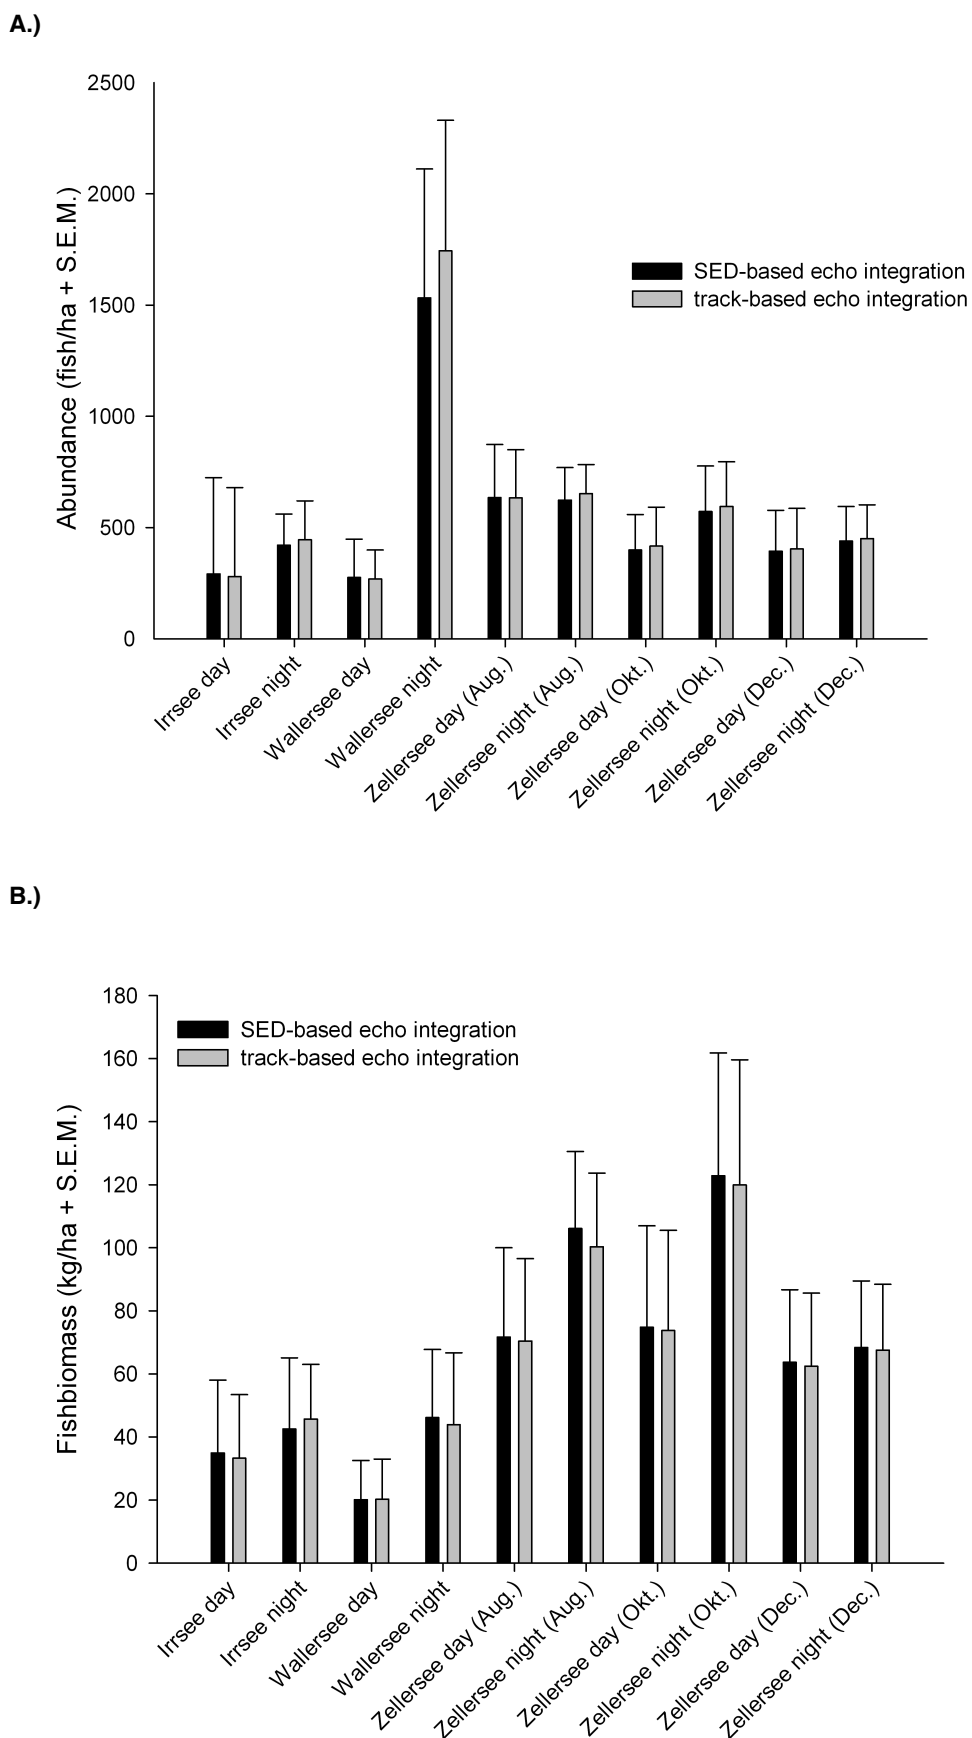 A.)
2500
2000
1500
1000
500
0
Abundance (fish/ha + S.E.M.)
SED-based echo integration
track-based echo integration
Irrsee day
Irrsee night
Wallersee day
Wallersee night
Zellersee day (Aug.)
Zellersee night (Aug.)
Zellersee day (Okt.)
Zellersee night (Okt.)
Zellersee day (Dec.)
Zellersee night (Dec.)
B.)
180
160
140
120
100
80
60
40
20
0
Fishbiomass (kg/ha + S.E.M.)
SED-based echo integration
track-based echo integration
Irrsee day
Irrsee night
Wallersee day
Wallersee night
Zellersee day (Aug.)
Zellersee night (Aug.)
Zellersee day (Okt.)
Zellersee night (Okt.)
Zellersee day (Dec.)
Zellersee night (Dec.)